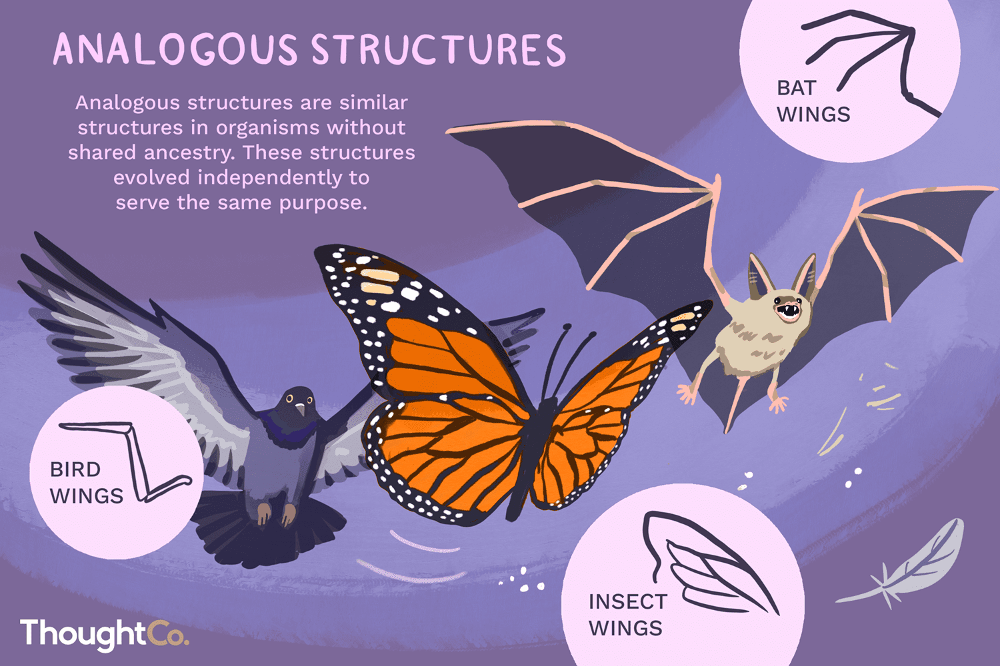 ANALOGOUS STRUCTURES
Analogous structures are similar
structures in organisms without
shared ancestry. These structures
evolved independently to
serve the same purpose.
BAT
WINGS
BIRD
WINGS
INSECT
WINGS
ThoughtCo.